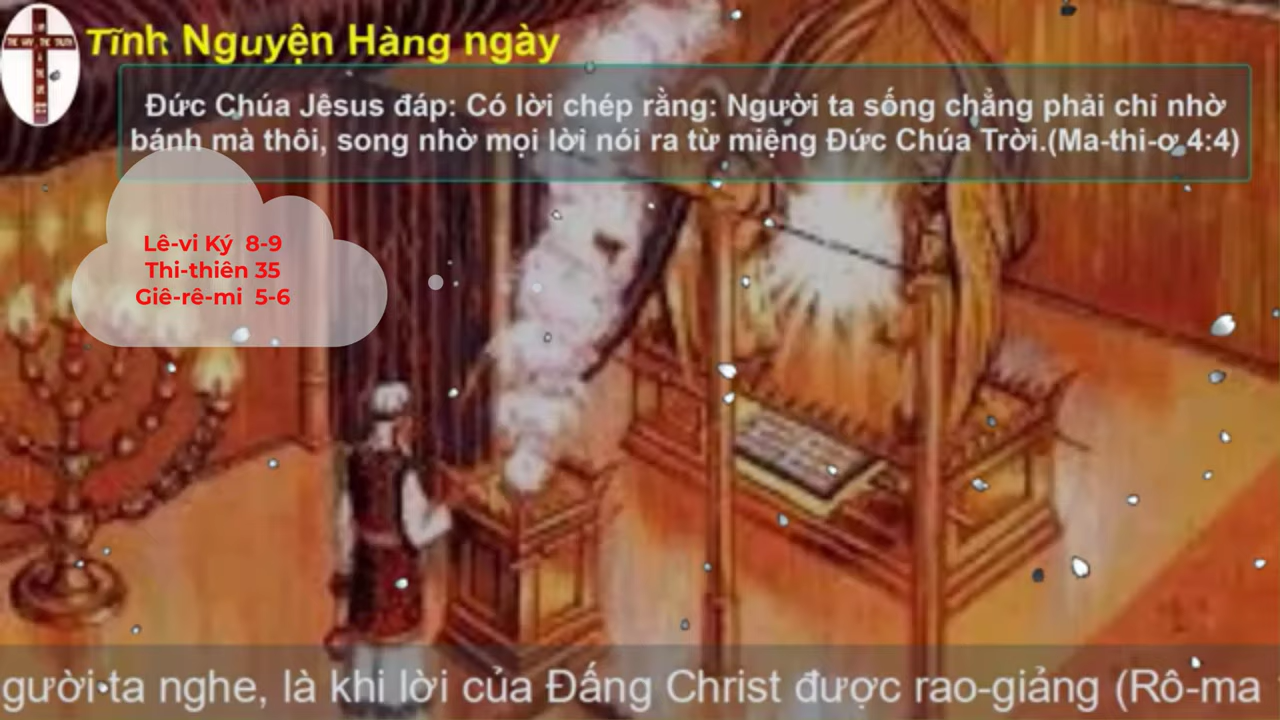 Tĩnh Nguyện Hàng ngày
Đức Chúa Jêsus đáp: Có lời chép rằng: Người ta sống chẳng phải chỉ nhờ
bánh mà thôi, song nhờ mọi lời nói ra từ miệng Đức Chúa Trời.(Ma-thi-ơ 4:4)
Lê-vi Ký 8-9
Thi-thiên 35
Giê-rê-mi 5-6
gười ta nghe, là khi lời của Đấng Christ được rao-giảng (Rô-ma